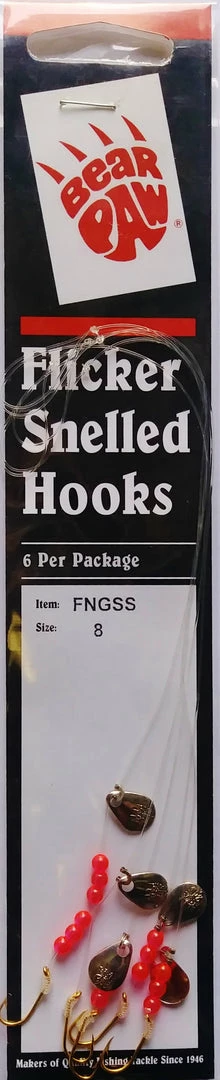 BEAR
PAW
®
Flicker
Snelled
Hooks
6 Per Package
Item: FNGSS
Size: 8
Makers of Quality Fishing Tackle Since 1946